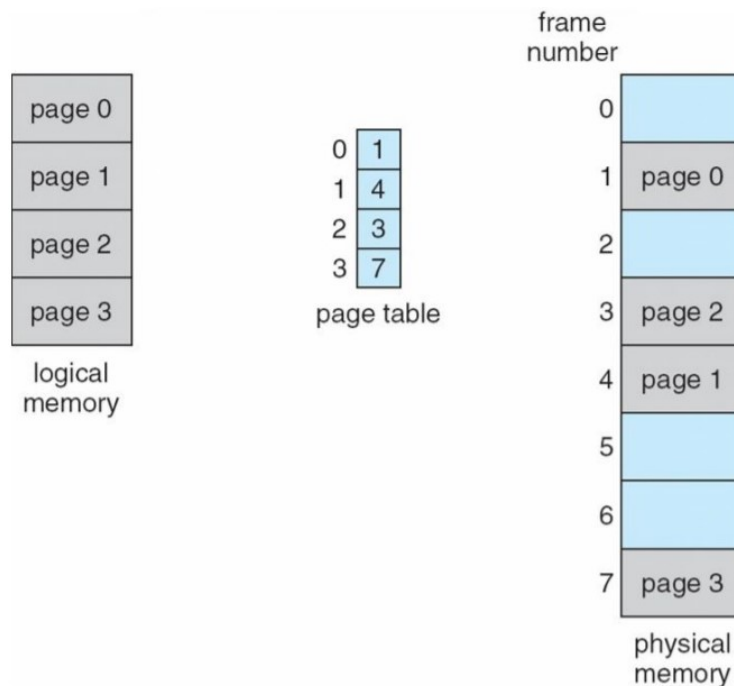 frame
number
page 0
page 1
page 2
page 3
logical
memory
0 1
1 4
2 3
3 7
page table
0
1 page 0
2
3 page 2
4 page 1
5
6
7 page 3
physical
memory